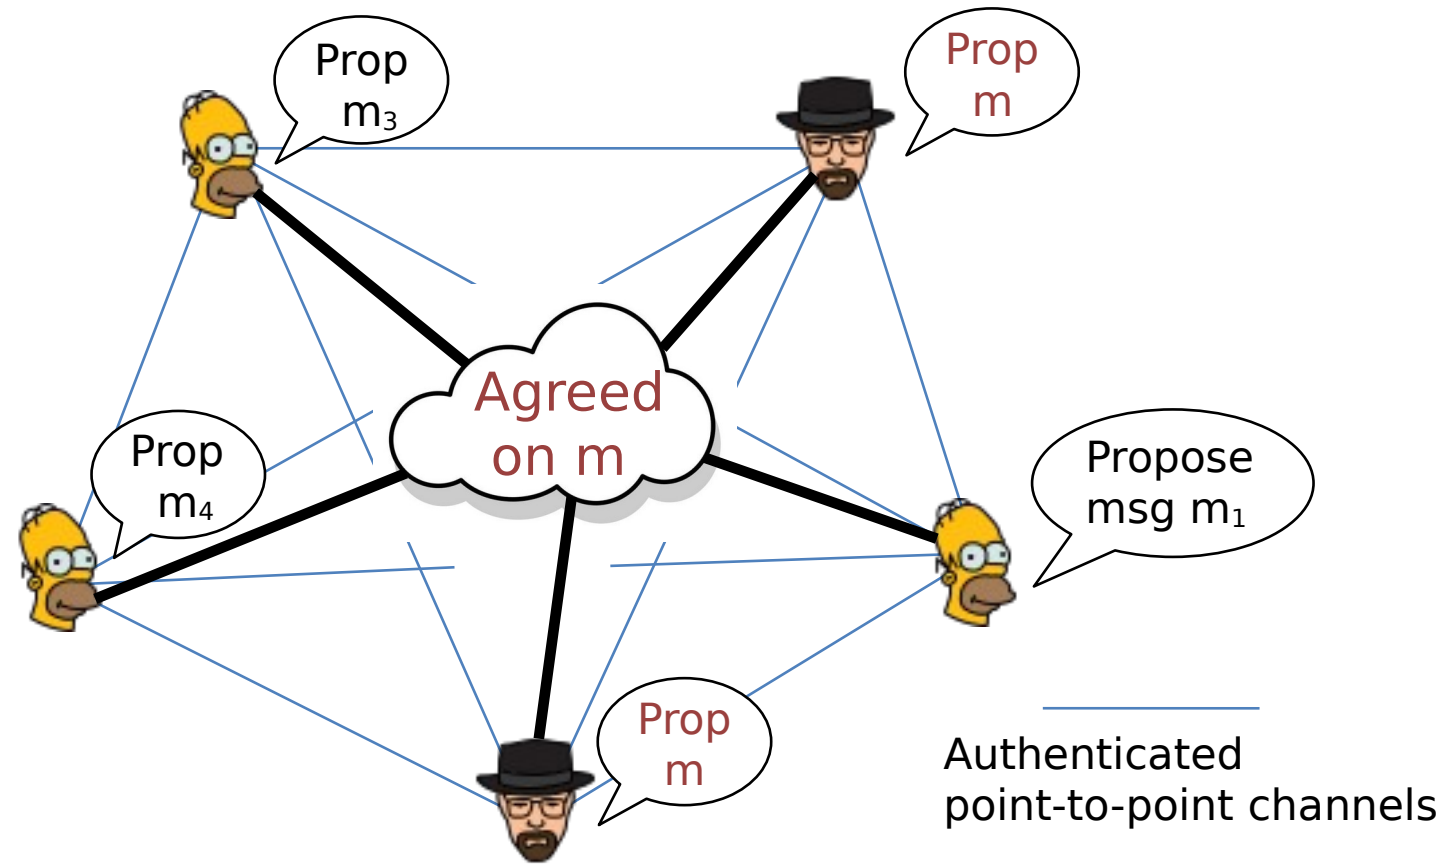 Prop
m₃
Prop
m
Agreed
on m
Prop
m₄
Propose
msg m₁
Prop
m
Authenticated
point-to-point channels